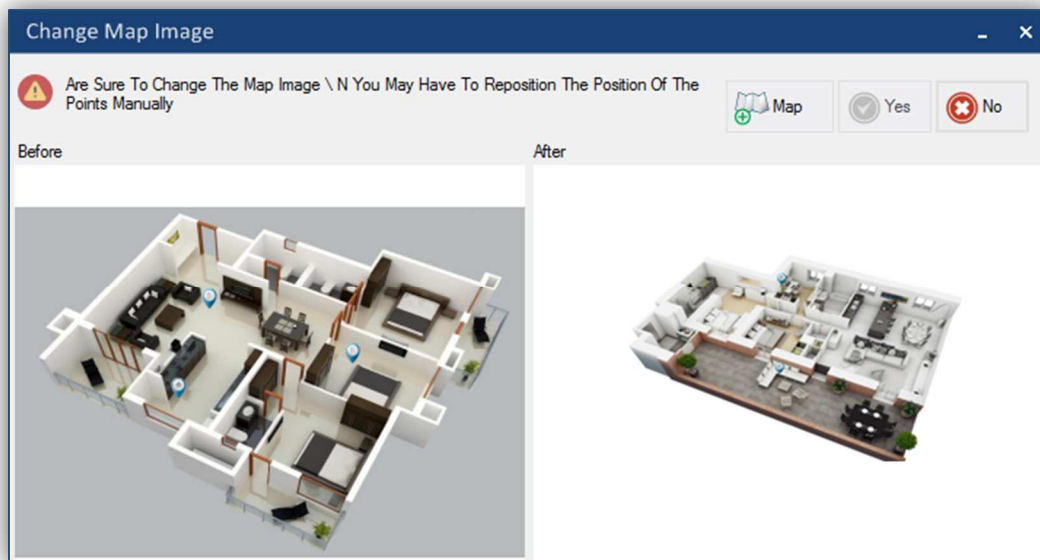 Change Map Image
Are Sure To Change The Map Image \ N You May Have To Reposition The Position Of The
Points Manually
Map
Yes
No
Before
After